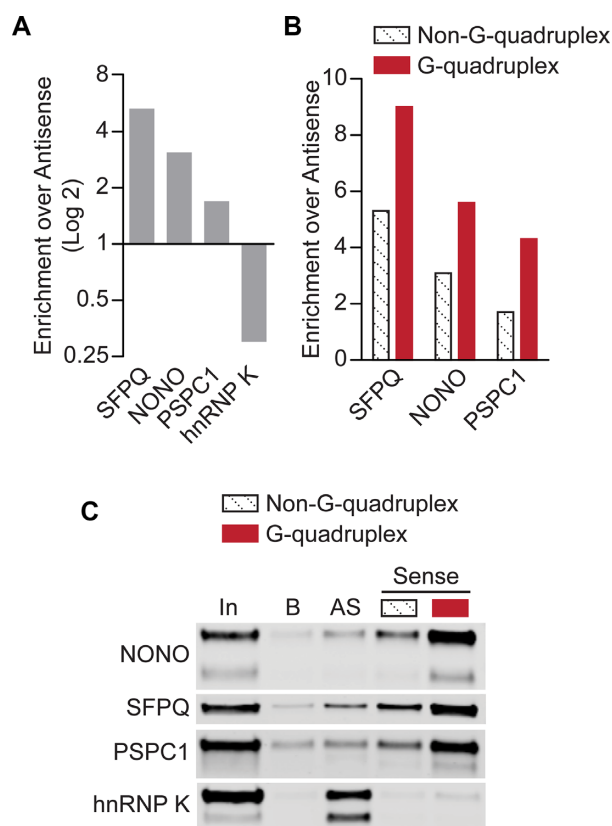 A
Enrichment over Antisense
(Log 2)
8
4
2
1
0.5
0.25
SFPQ
NONO
PSPC1
hnRNP K
B
Non-G-quadruplex
G-quadruplex
Enrichment over Antisense
10
8
6
4
2
0
SFPQ
NONO
PSPC1
C
Non-G-quadruplex
G-quadruplex
Sense
In B AS
NONO
SFPQ
PSPC1
hnRNP K